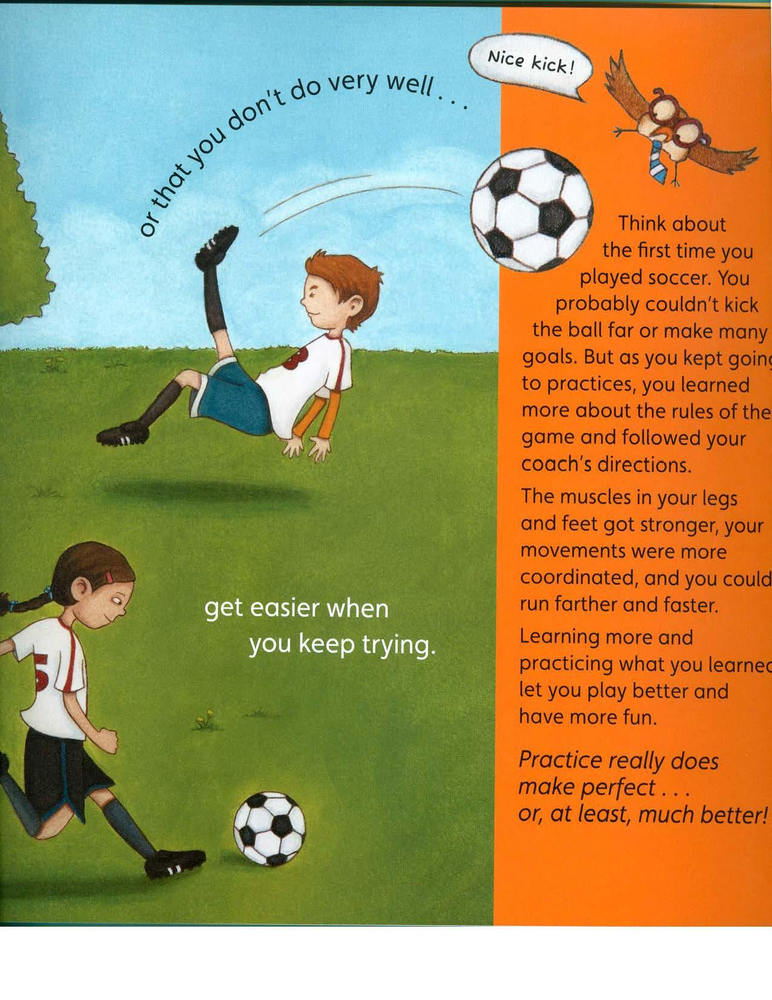 Nice kick!
or that you don't do very well . . .
Think about
the first time you
played soccer. You
probably couldn't kick
the ball far or make many
goals. But as you kept going
to practices, you learned
more about the rules of the
game and followed your
coach's directions.
The muscles in your legs
and feet got stronger, your
movements were more
coordinated, and you could
run farther and faster.
Learning more and
practicing what you learned
let you play better and
have more fun.
Practice really does
make perfect . . .
or, at least, much better!
get easier when
you keep trying.
5